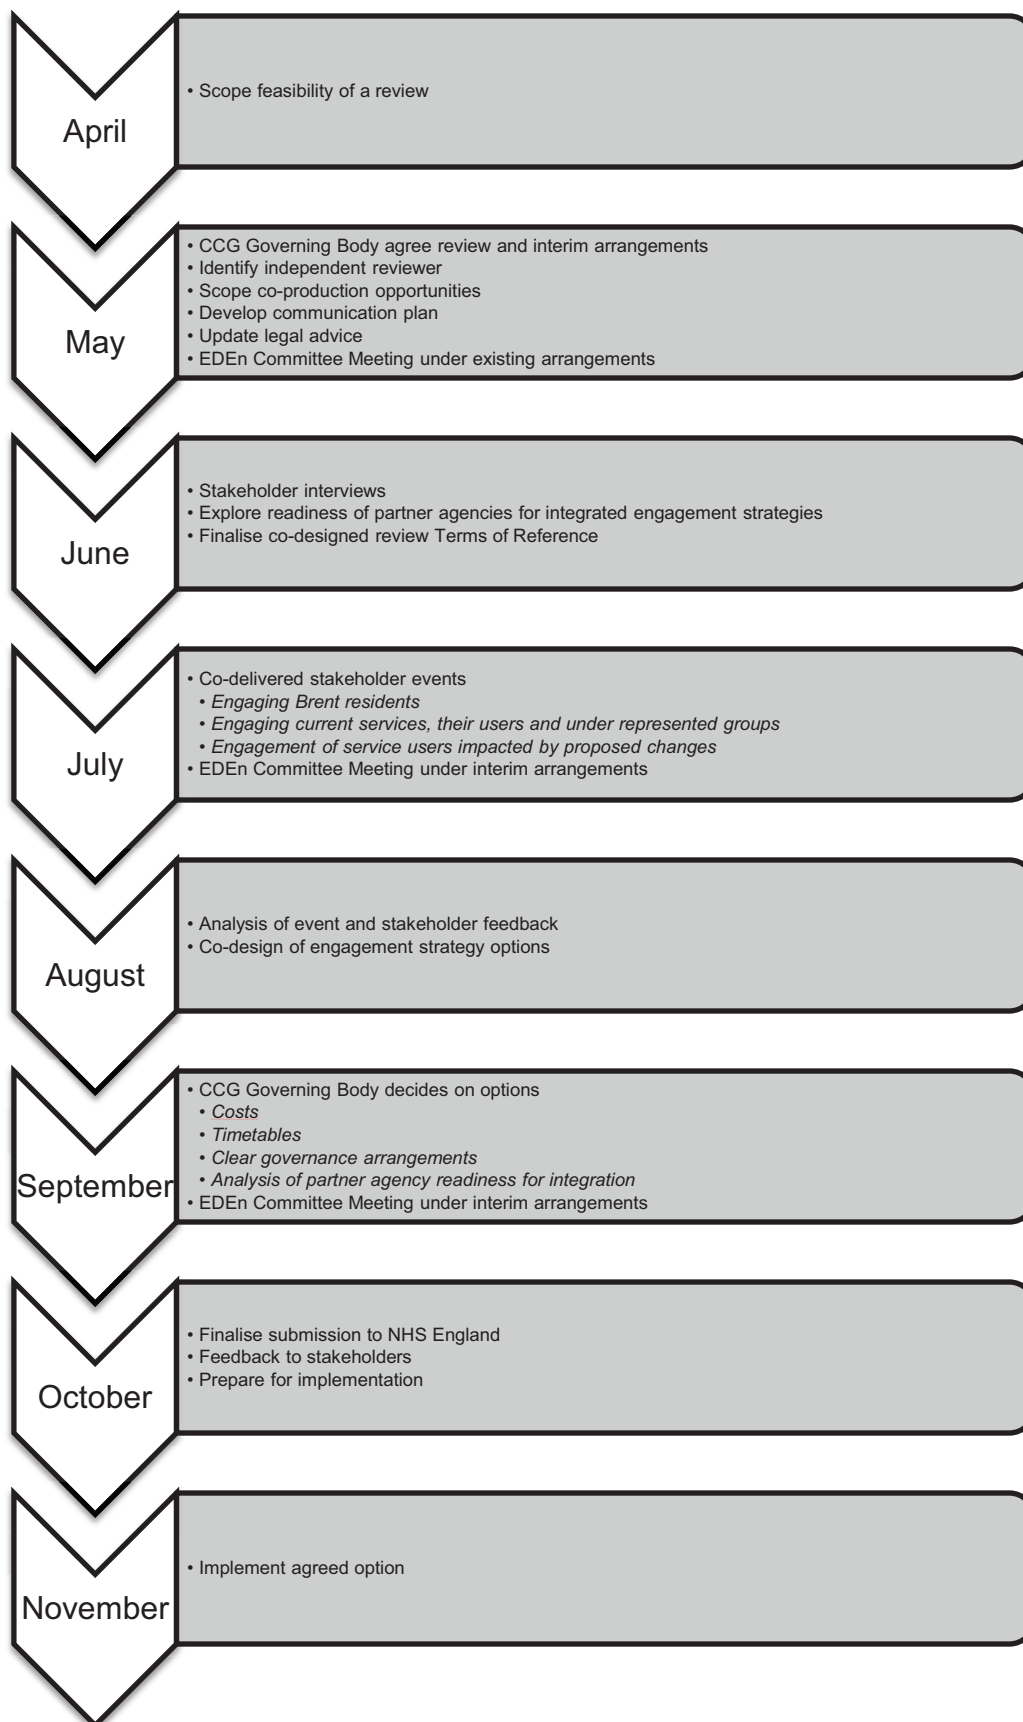 April
• Scope feasibility of a review
May
• CCG Governing Body agree review and interim arrangements
• Identify independent reviewer
• Scope co-production opportunities
• Develop communication plan
• Update legal advice
• EDEn Committee Meeting under existing arrangements
June
• Stakeholder interviews
• Explore readiness of partner agencies for integrated engagement strategies
• Finalise co-designed review Terms of Reference
July
• Co-delivered stakeholder events
• Engaging Brent residents
• Engaging current services, their users and under represented groups
• Engagement of service users impacted by proposed changes
• EDEn Committee Meeting under interim arrangements
August
• Analysis of event and stakeholder feedback
• Co-design of engagement strategy options
September
• CCG Governing Body decides on options
• Costs
• Timetables
• Clear governance arrangements
• Analysis of partner agency readiness for integration
• EDEn Committee Meeting under interim arrangements
October
• Finalise submission to NHS England
• Feedback to stakeholders
• Prepare for implementation
November
• Implement agreed option